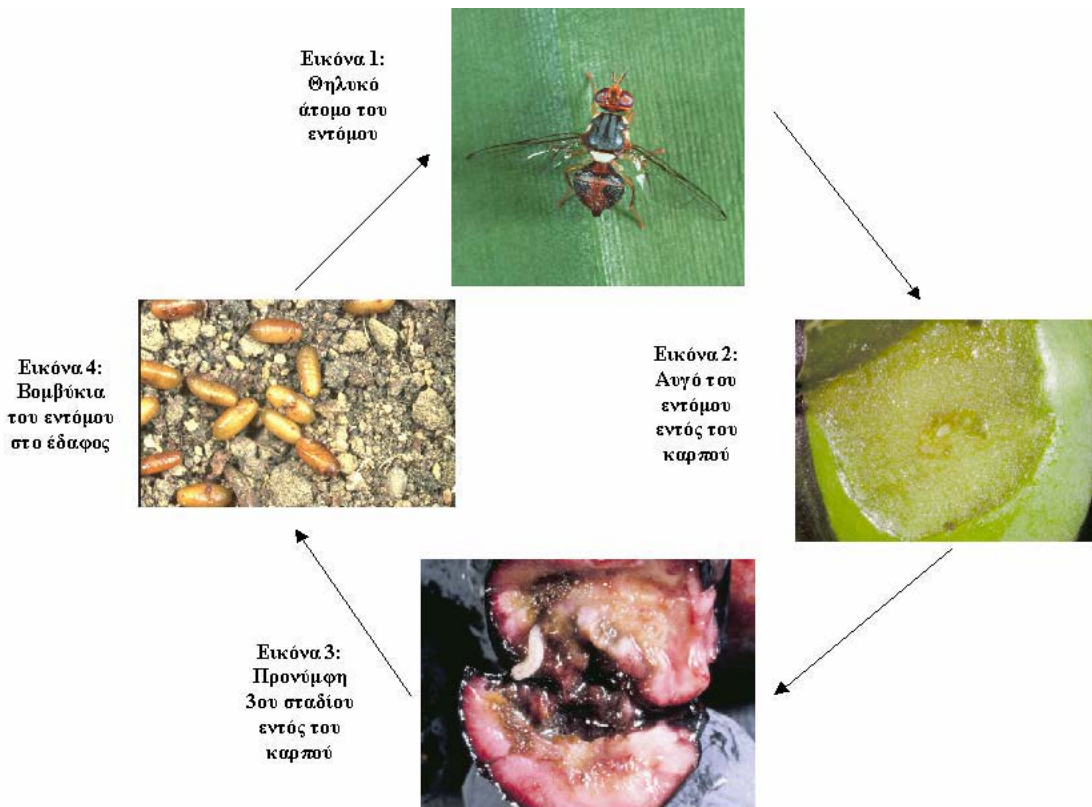 Εικόνα 1:
Θηλυκό
άτομο του
εντόμου
Εικόνα 2:
Αυγό του
εντόμου
εντός του
καρπού
Εικόνα 3:
Προνύμφη
3ου σταδίου
εντός του
καρπού
Εικόνα 4:
Βομβύκια
του εντόμου
στο έδαφος